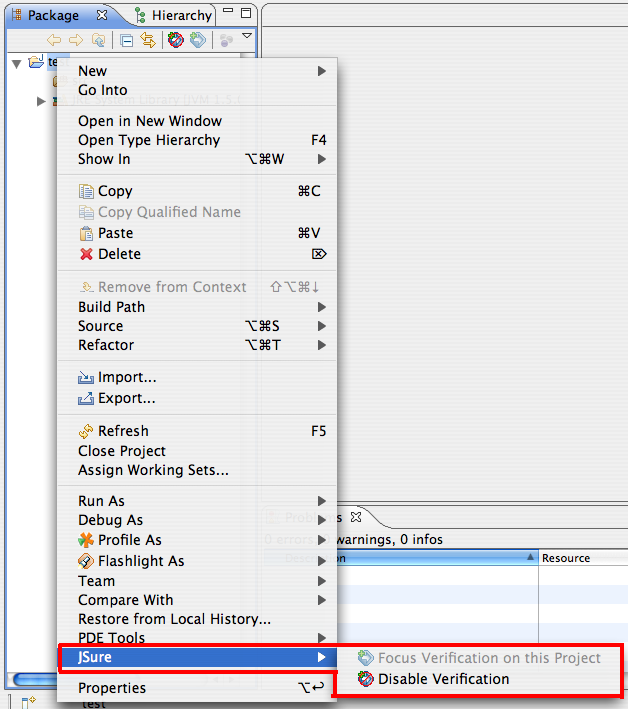 Package
Hierarchy
test
JRE System Library [JVM 1.5.
New
Go Into
Open in New Window
Open Type Hierarchy F4
Show In ⌥⌘W
Copy ⌘C
Copy Qualified Name
Paste ⌘V
Delete ⌦
Remove from Context ⇧⌥⌘↓
Build Path
Source ⌥⌘S
Refactor ⌥⌘T
Import...
Export...
Refresh F5
Close Project
Assign Working Sets...
Run As
Debug As
Profile As
Flashlight As
Team
Compare With
Restore from Local History...
PDE Tools
JSure
Properties ⌥↩
Focus Verification on this Project
Disable Verification
Problems
0 errors, 0 warnings, 0 infos
Description
Resource
test